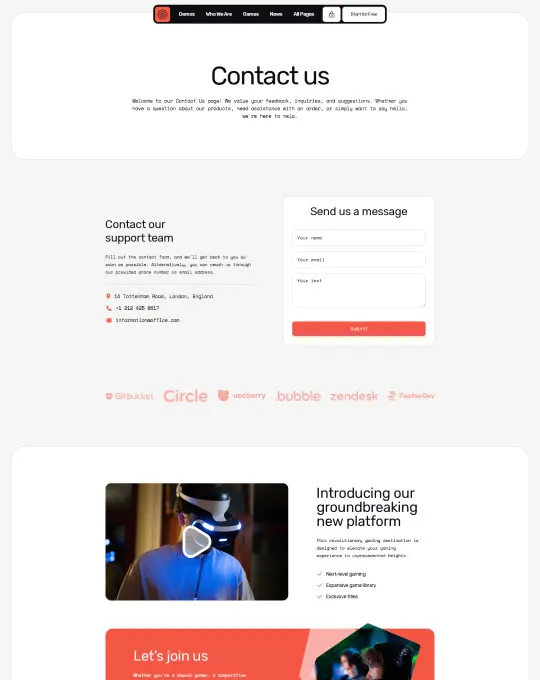 Demos Who We Are Games News All Pages Start for Free
Contact us
Welcome to our Contact Us page! We value your feedback, inquiries, and suggestions. Whether you
have a question about our products, need assistance with an order, or simply want to say hello,
we're here to help.
Contact our
support team
Fill out the contact form, and we'll get back to you as
soon as possible. Alternatively, you can reach us through
our provided phone number or email address.
14 Tottenham Road, London, England
+1 212 425 8617
information@office.com
Send us a message
Your name
Your email
Your text
Submit
Bitbucket Circle usebarry .bubble zendesk FeatherDev
Introducing our
groundbreaking
new platform
This revolutionary gaming destination is
designed to elevate your gaming
experience to unprecedented heights.
Next-level gaming
Expansive game library
Exclusive titles
Let's join us
Whether you're a casual gamer, a competitive